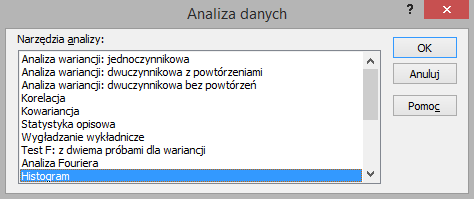 Analiza danych
Narzędzia analizy:
Analiza wariancji: jednoczynnikowa
Analiza wariancji: dwuczynnikowa z powtórzeniami
Analiza wariancji: dwuczynnikowa bez powtórzeń
Korelacja
Kowariancja
Statystyka opisowa
Wygładzanie wykładnicze
Test F: z dwiema próbami dla wariancji
Analiza Fouriera
Histogram
OK
Anuluj
Pomoc